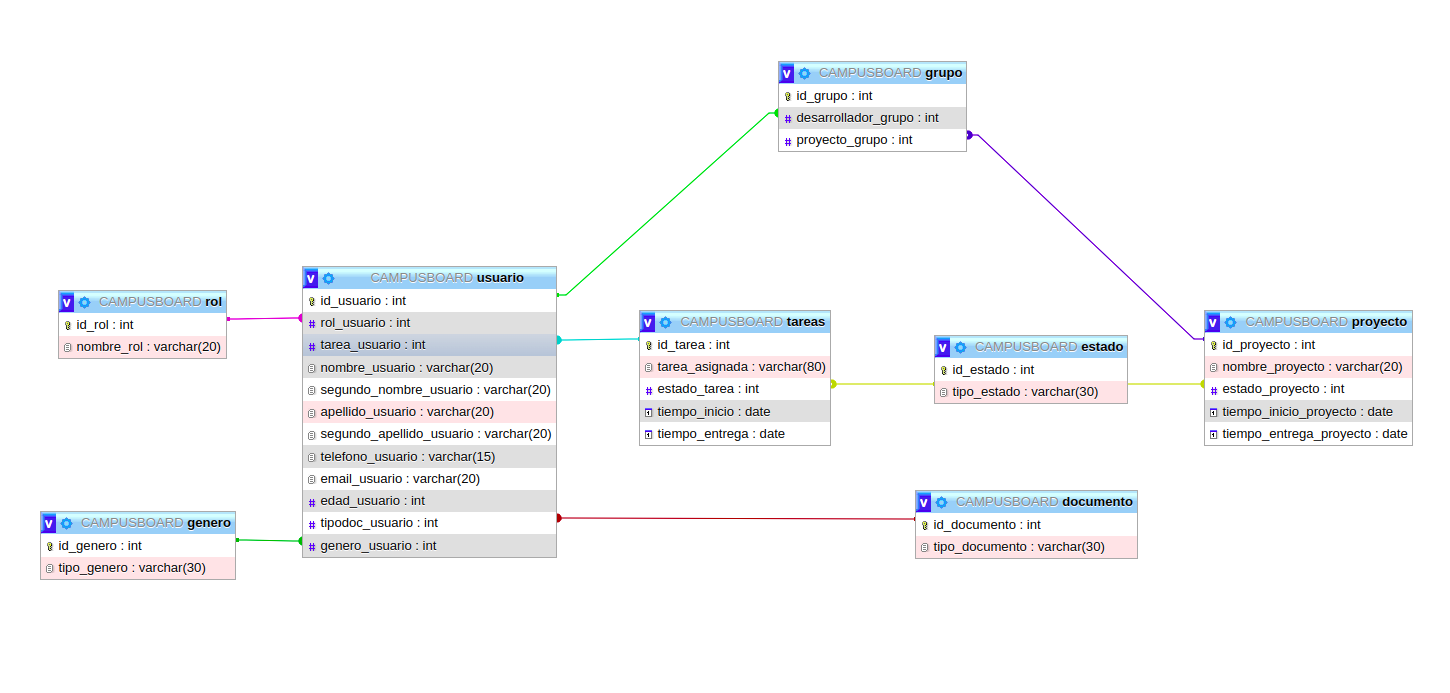 CAMPUSBOARD grupo
id_grupo : int
desarrollador_grupo : int
proyecto_grupo : int
CAMPUSBOARD rol
id_rol : int
nombre_rol : varchar(20)
CAMPUSBOARD usuario
id_usuario : int
rol_usuario : int
tarea_usuario : int
nombre_usuario : varchar(20)
segundo_nombre_usuario : varchar(20)
apellido_usuario : varchar(20)
segundo_apellido_usuario : varchar(20)
telefono_usuario : varchar(15)
email_usuario : varchar(20)
edad_usuario : int
tipodoc_usuario : int
genero_usuario : int
CAMPUSBOARD tareas
id_tarea : int
tarea_asignada : varchar(80)
estado_tarea : int
tiempo_inicio : date
tiempo_entrega : date
CAMPUSBOARD estado
id_estado : int
tipo_estado : varchar(30)
CAMPUSBOARD proyecto
id_proyecto : int
nombre_proyecto : varchar(20)
estado_proyecto : int
tiempo_inicio_proyecto : date
tiempo_entrega_proyecto : date
CAMPUSBOARD genero
id_genero : int
tipo_genero : varchar(30)
CAMPUSBOARD documento
id_documento : int
tipo_documento : varchar(30)